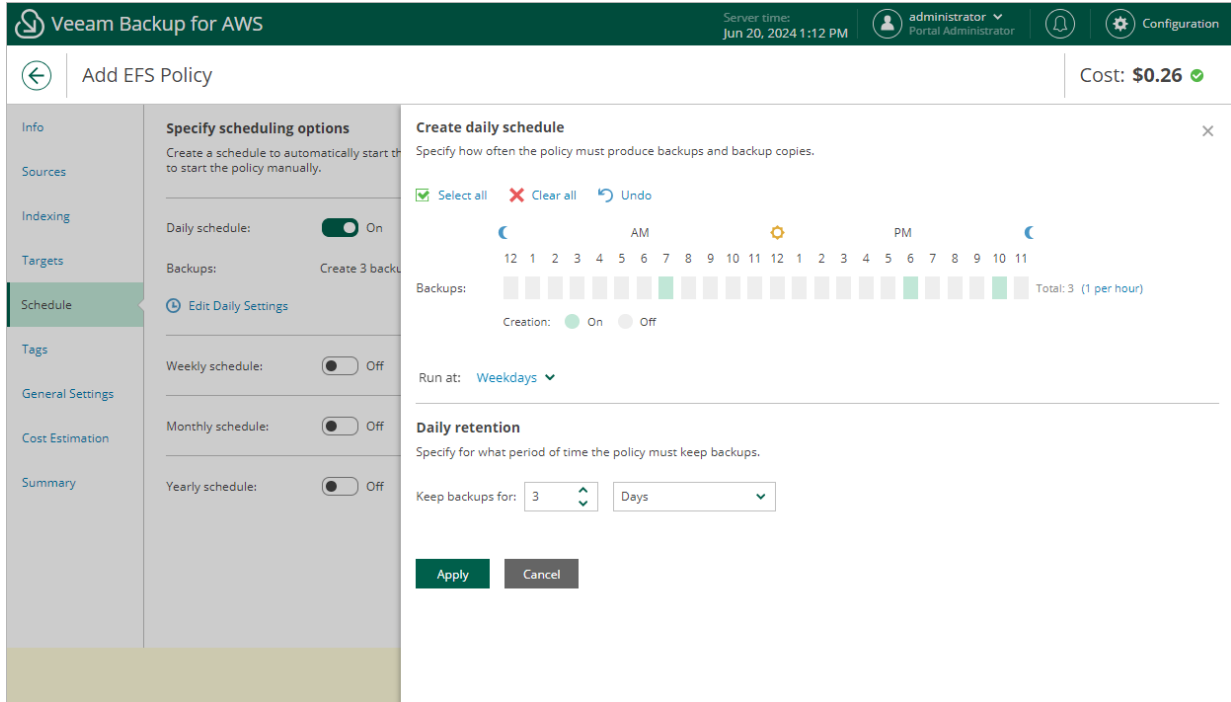 Veeam Backup for AWS
Server time:
Jun 20, 2024 1:12 PM
administrator
Portal Administrator
Configuration
Add EFS Policy
Cost: $0.26
Info
Sources
Indexing
Targets
Schedule
Tags
General Settings
Cost Estimation
Summary
Specify scheduling options
Create a schedule to automatically start th
to start the policy manually.
Daily schedule: On
Backups: Create 3 backu
Edit Daily Settings
Weekly schedule: Off
Monthly schedule: Off
Yearly schedule: Off
Create daily schedule
Specify how often the policy must produce backups and backup copies.
Select all Clear all Undo
AM PM
12 1 2 3 4 5 6 7 8 9 10 11 12 1 2 3 4 5 6 7 8 9 10 11
Backups: Total: 3 (1 per hour)
Creation: On Off
Run at: Weekdays
Daily retention
Specify for what period of time the policy must keep backups.
Keep backups for: 3 Days
Apply Cancel